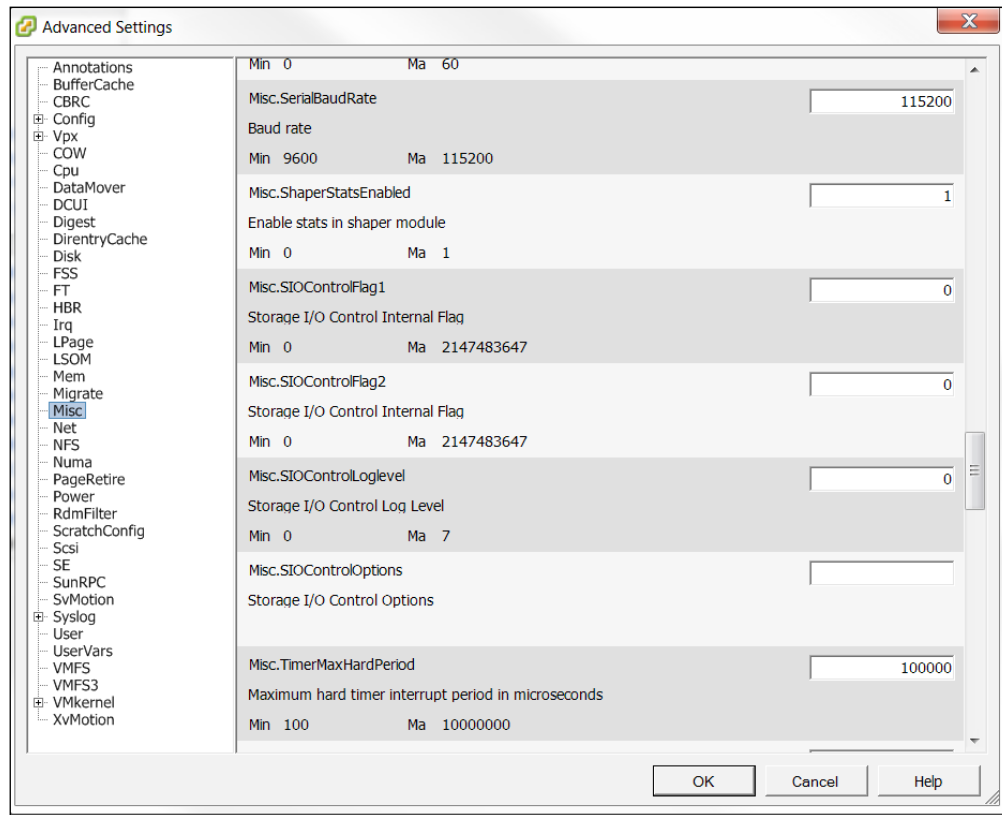 Advanced Settings
Annotations
BufferCache
CBRC
Config
Vpx
COW
Cpu
DataMover
DCUI
Digest
DirentryCache
Disk
FSS
FT
HBR
Irq
LPage
LSOM
Mem
Migrate
Misc
Net
NFS
Numa
PageRetire
Power
RdmFilter
ScratchConfig
Scsi
SE
SunRPC
SvMotion
Syslog
User
UserVars
VMFS
VMFS3
VMkernel
XvMotion
Min 0 Ma 60
Misc.SerialBaudRate 115200
Baud rate
Min 9600 Ma 115200
Misc.ShaperStatsEnabled 1
Enable stats in shaper module
Min 0 Ma 1
Misc.SIOControlFlag1 0
Storage I/O Control Internal Flag
Min 0 Ma 2147483647
Misc.SIOControlFlag2 0
Storage I/O Control Internal Flag
Min 0 Ma 2147483647
Misc.SIOControlLoglevel 0
Storage I/O Control Log Level
Min 0 Ma 7
Misc.SIOControlOptions
Storage I/O Control Options
Misc.TimerMaxHardPeriod 100000
Maximum hard timer interrupt period in microseconds
Min 100 Ma 10000000
OK Cancel Help